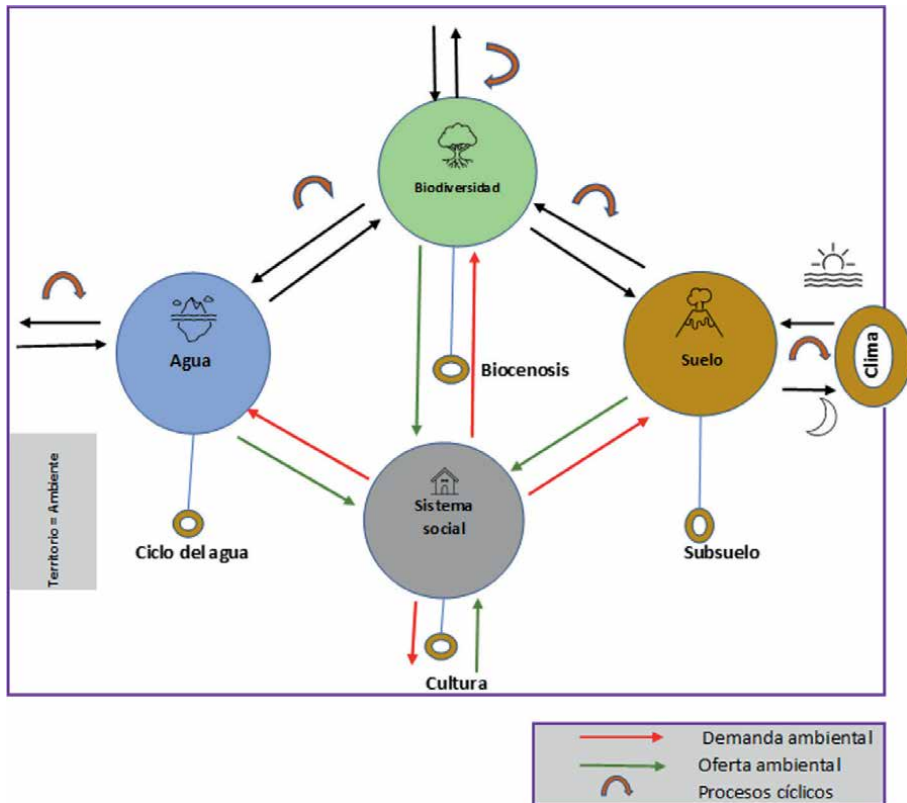 Biodiversidad
Agua
Suelo
Clima
Biocenosis
Sistema
social
Territorio = Ambiente
Ciclo del agua
Subsuelo
Cultura
Demanda ambiental
Oferta ambiental
Procesos cíclicos